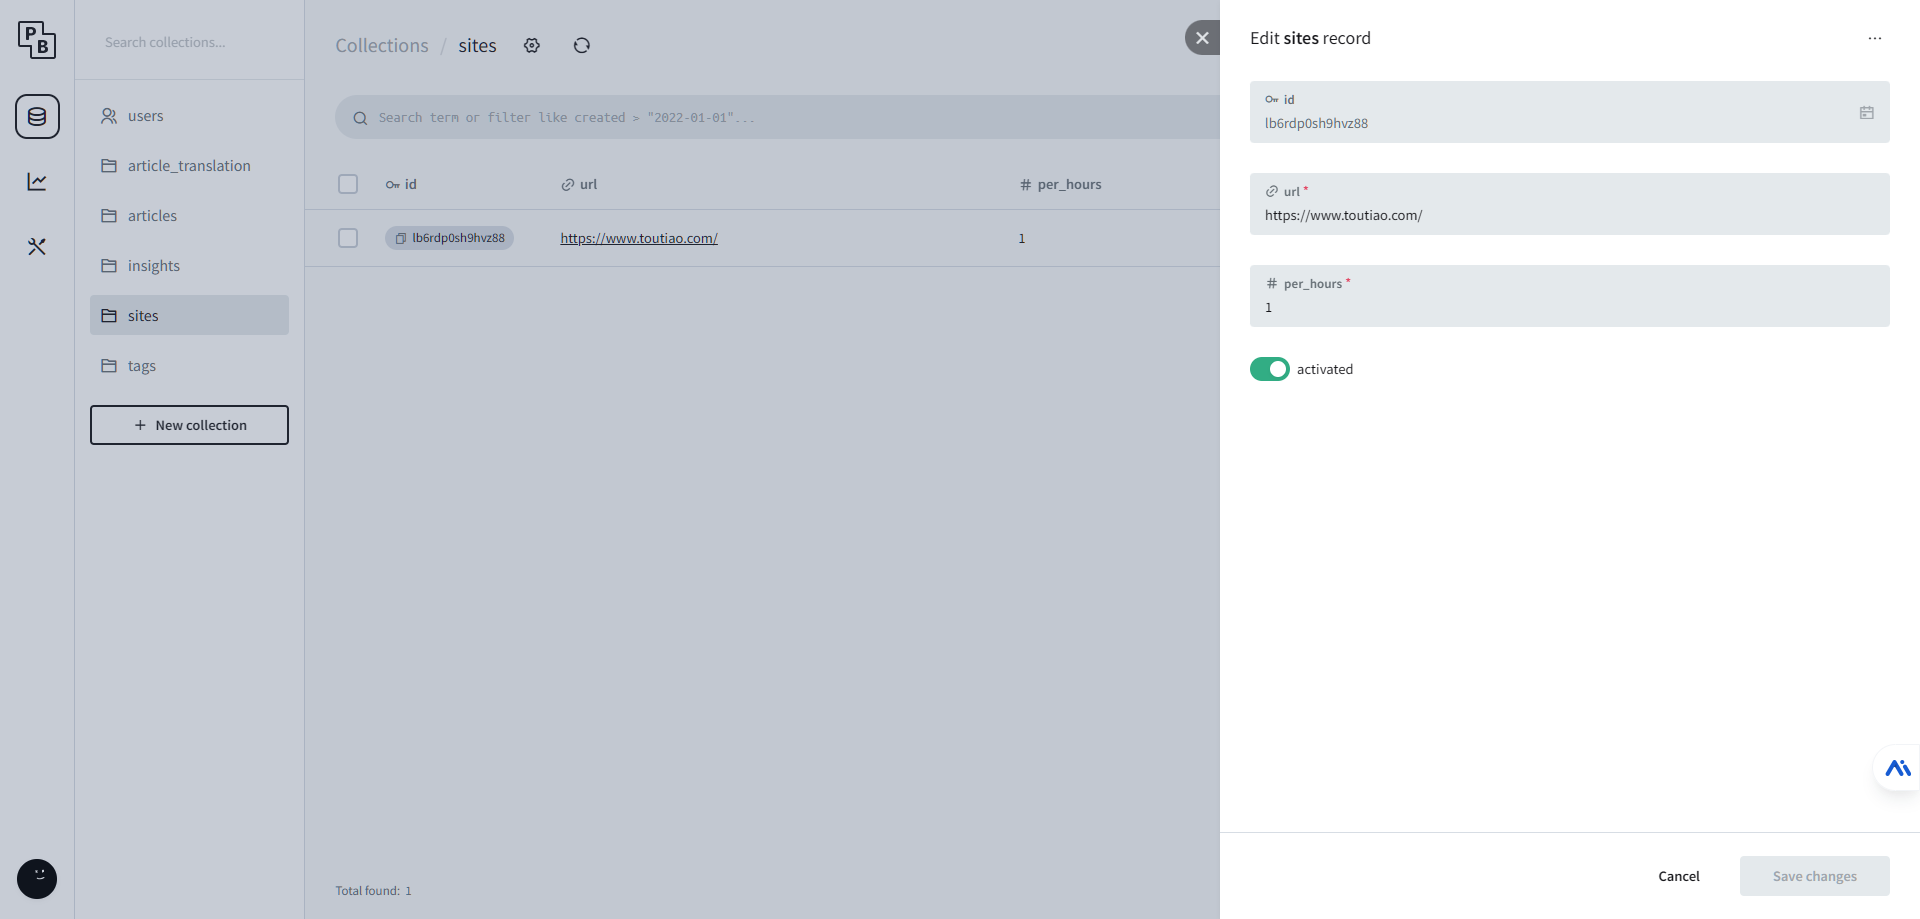 PB
Search collections...
users
article_translation
articles
insights
sites
tags
+ New collection
Collections / sites
Search term or filter like created > "2022-01-01"...
id url # per_hours
lb6rdp0sh9hvz88 https://www.toutiao.com/ 1
Total found: 1
Edit sites record
...
id
lb6rdp0sh9hvz88
url *
https://www.toutiao.com/
# per_hours *
1
activated
Cancel Save changes